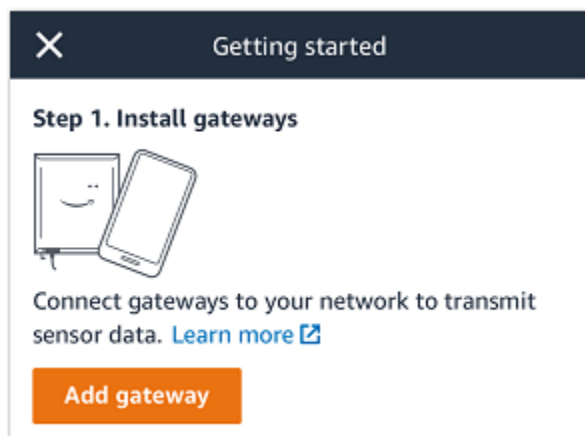 Getting started
Step 1. Install gateways
Connect gateways to your network to transmit
sensor data. Learn more
Add gateway